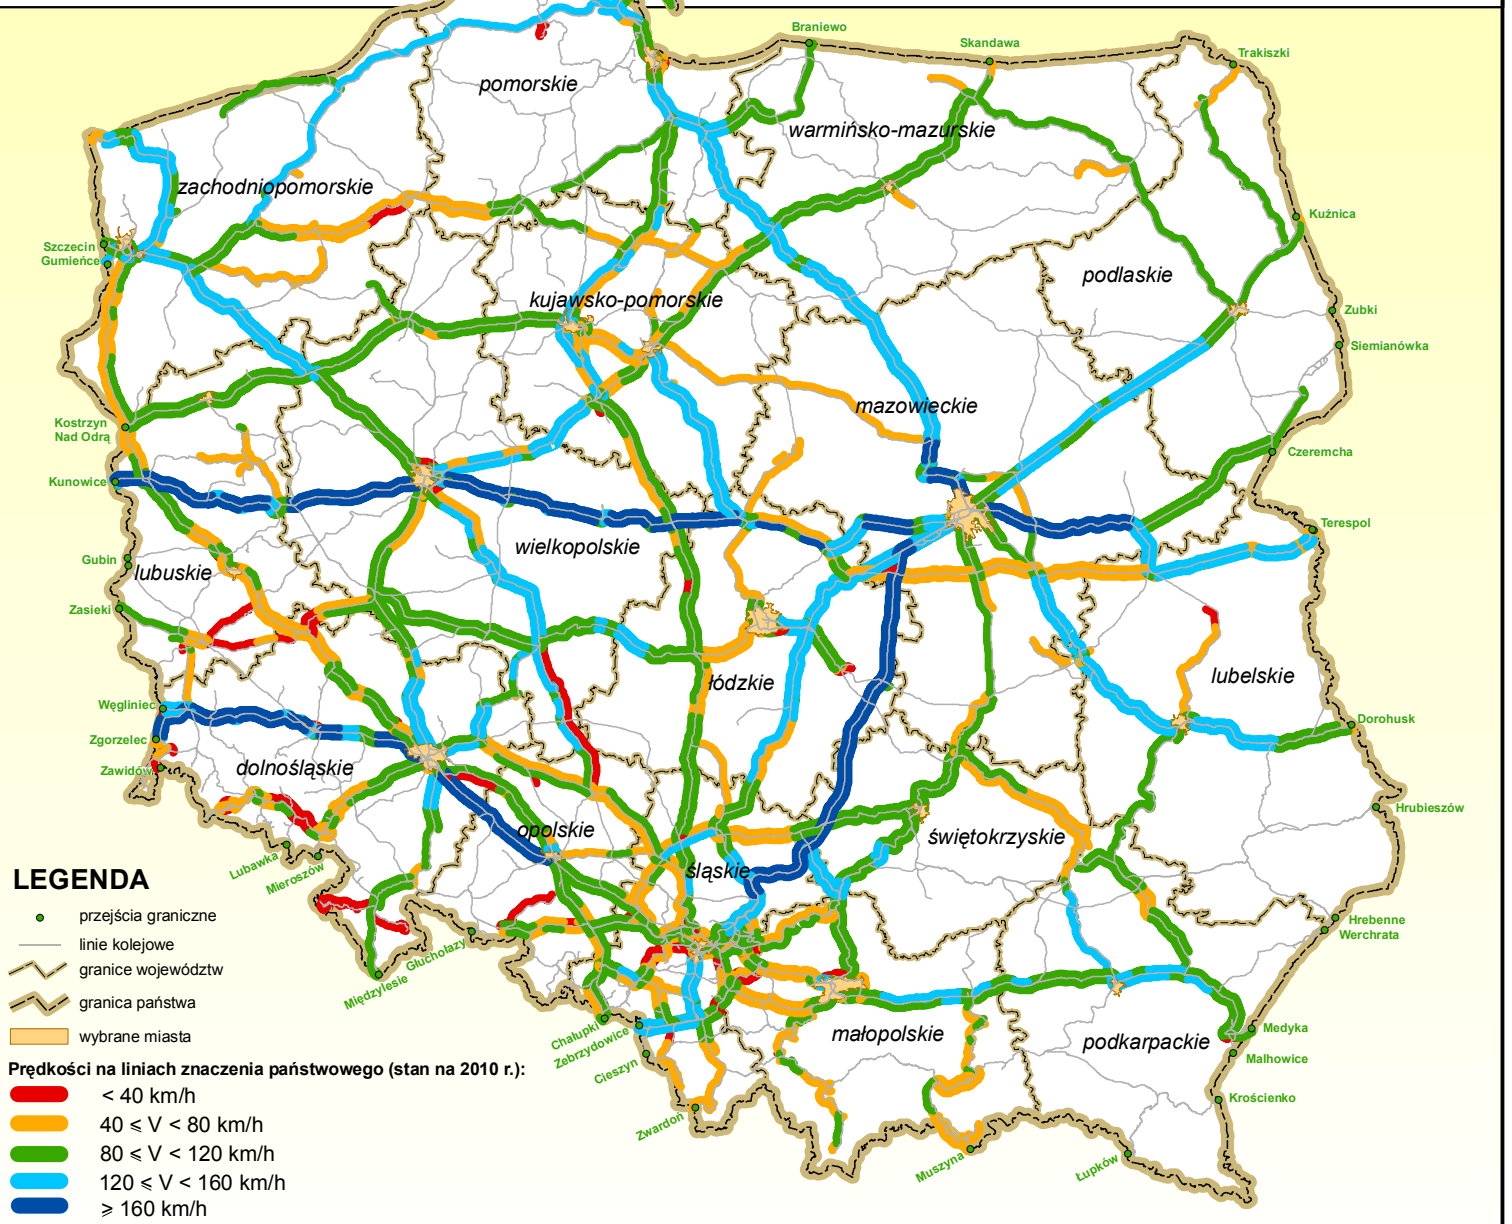 Braniewo
Skandawa
Trakiszki
pomorskie
warmińsko-mazurskie
zachodniopomorskie
Kuźnica
Szczecin
Gumieńce
podlaskie
kujawsko-pomorskie
Zubki
Siemianówka
mazowieckie
Kostrzyn
Nad Odrą
Czeremcha
Kunowice
Terespol
wielkopolskie
Gubin
lubuskie
Zasieki
łódzkie
lubelskie
Węgliniec
Dorohusk
Zgorzelec
Zawidów
dolnośląskie
Hrubieszów
opolskie
świętokrzyskie
śląskie
Lubawka
Mieroszów
Hrebenne
Werchrata
Głuchołazy
Międzylesie
Chałupki
Zebrzydowice
Cieszyn
małopolskie
podkarpackie
Medyka
Malhowice
Krościenko
Zwardoń
Muszyna
Łupków
LEGENDA
przejścia graniczne
linie kolejowe
granice województw
granica państwa
wybrane miasta
Prędkości na liniach znaczenia państwowego (stan na 2010 r.):
< 40 km/h
40 ⩽ V < 80 km/h
80 ⩽ V < 120 km/h
120 ⩽ V < 160 km/h
⩾ 160 km/h